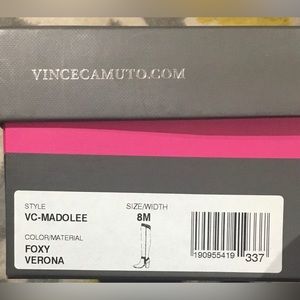 VINCECAMUTO.COM
STYLE SIZE/WIDTH
VC-MADOLEE 8M
COLOR/MATERIAL
FOXY
VERONA
190955419 337